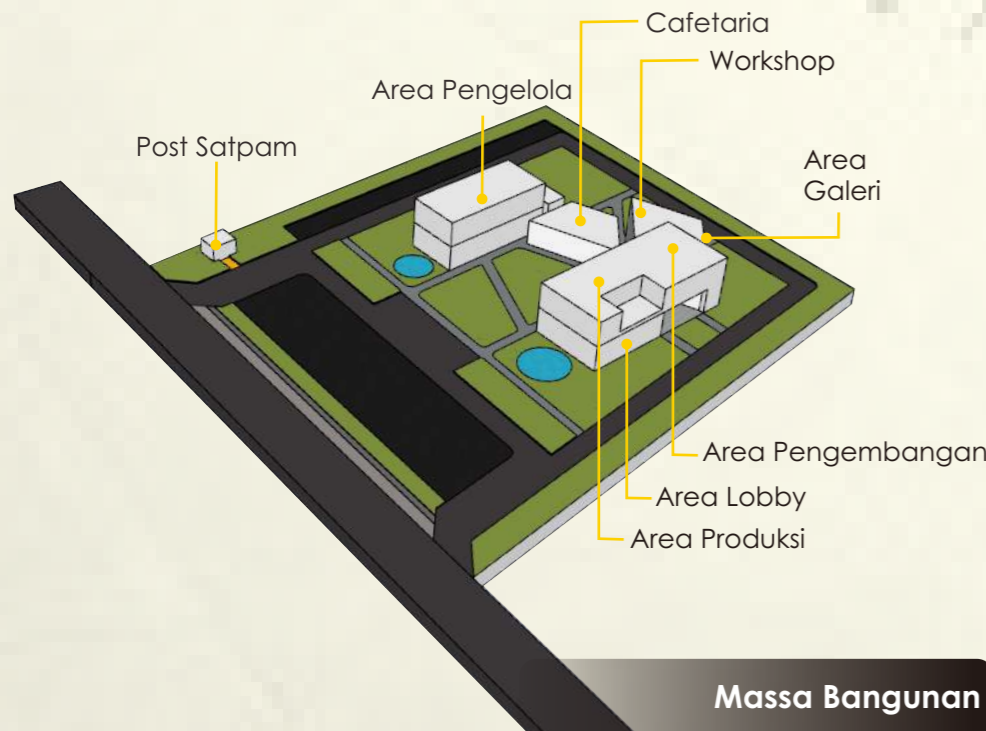 Cafetaria
Workshop
Area Pengelola
Post Satpam
Area
Galeri
Area Pengembangan
Area Lobby
Area Produksi
Massa Bangunan